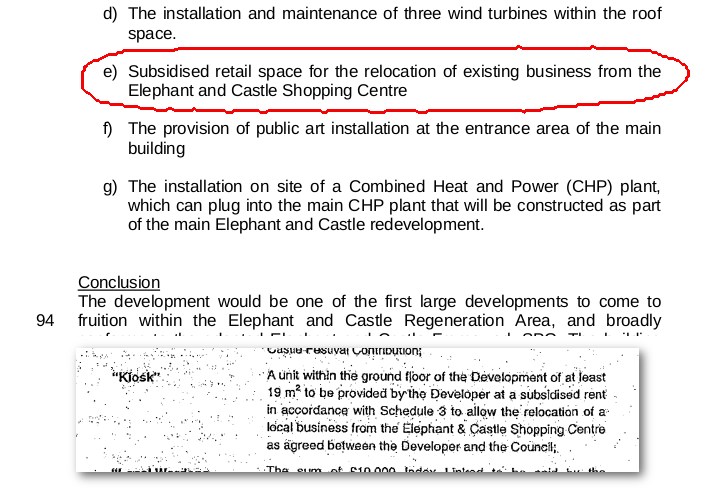 d) The installation and maintenance of three wind turbines within the roof
space.
e) Subsidised retail space for the relocation of existing business from the
Elephant and Castle Shopping Centre
f) The provision of public art installation at the entrance area of the main
building
g) The installation on site of a Combined Heat and Power (CHP) plant,
which can plug into the main CHP plant that will be constructed as part
of the main Elephant and Castle redevelopment.
Conclusion
The development would be one of the first large developments to come to
94 fruition within the Elephant and Castle Regeneration Area, and broadly
Castle Festival Contribution;
"Kiosk" A unit within the ground floor of the Development of at least
19 m² to be provided by the Developer at a subsidised rent
in accordance with Schedule 3 to allow the relocation of a
local business from the Elephant & Castle Shopping Centre
as agreed between the Developer and the Council;
The sum of £10,000 Index Linked to be paid by the